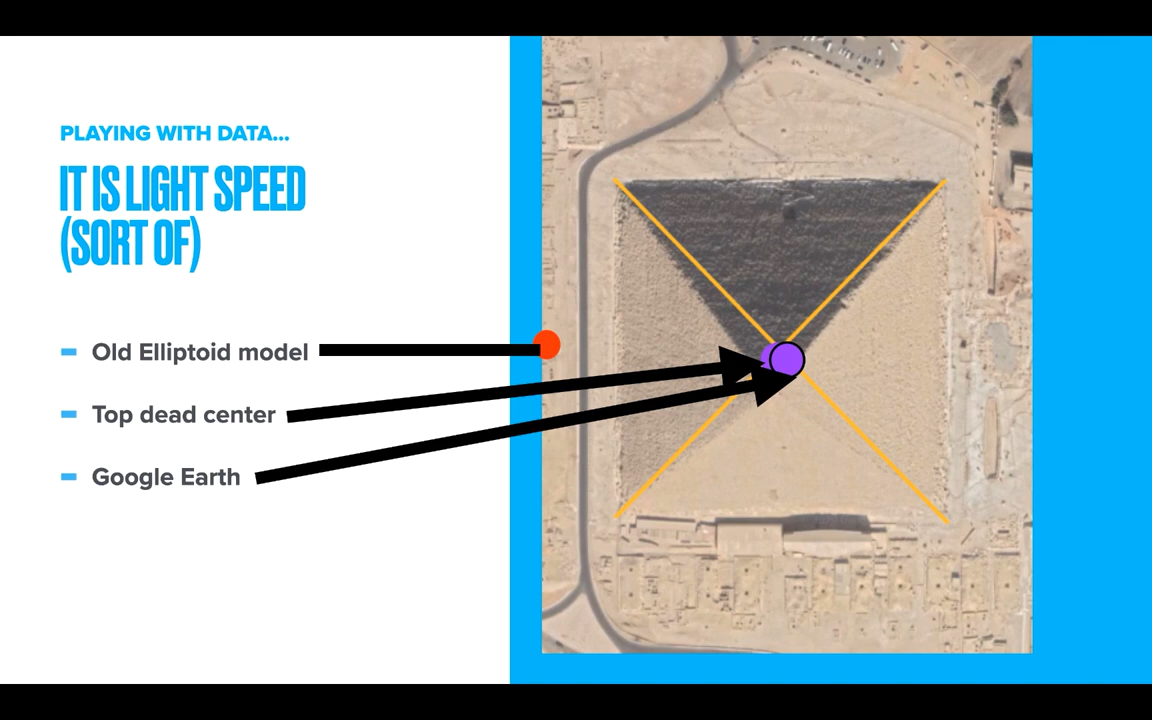 PLAYING WITH DATA...
IT IS LIGHT SPEED
(SORT OF)
Old Elliptoid model
Top dead center
Google Earth